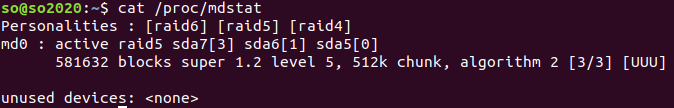 so@so2020:~$ cat /proc/mdstat
Personalities : [raid6] [raid5] [raid4]
md0 : active raid5 sda7[3] sda6[1] sda5[0]
      581632 blocks super 1.2 level 5, 512k chunk, algorithm 2 [3/3] [UUU]

unused devices: <none>